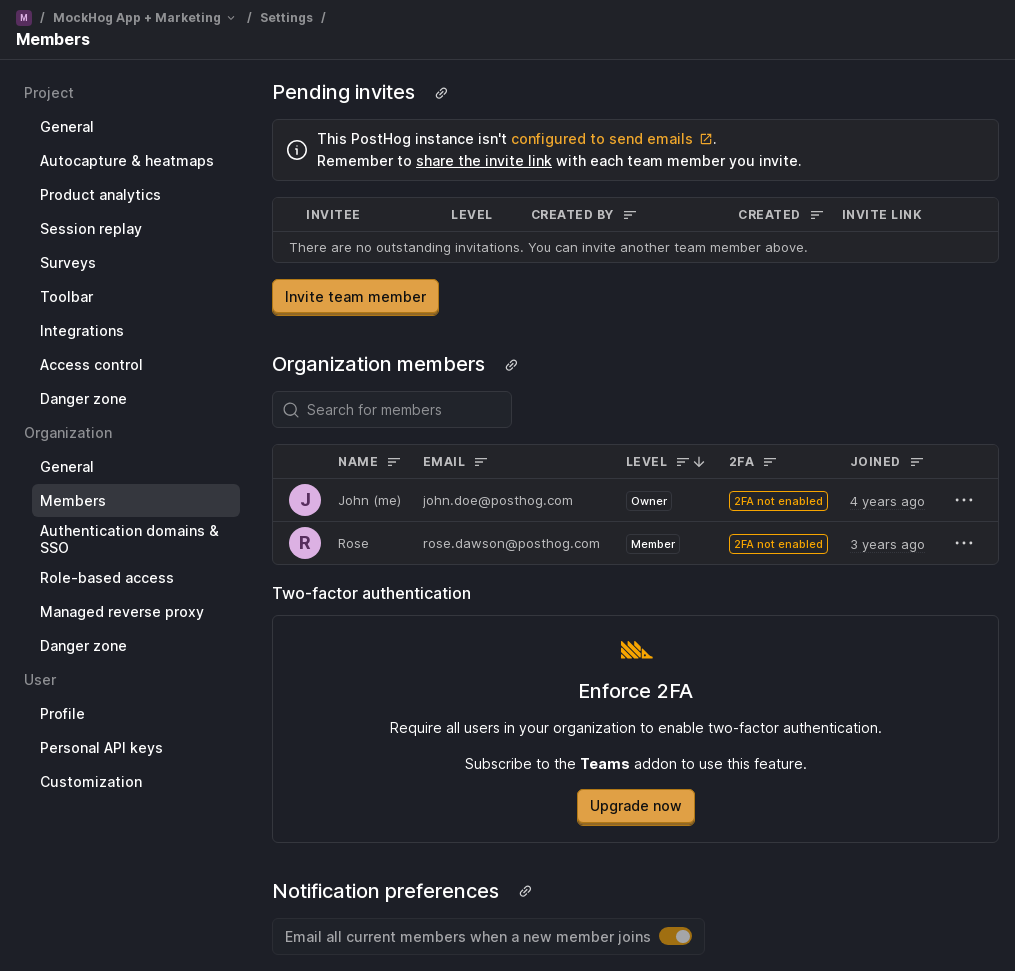 M / MockHog App + Marketing / Settings /
Members
Project
General
Autocapture & heatmaps
Product analytics
Session replay
Surveys
Toolbar
Integrations
Access control
Danger zone
Organization
General
Members
Authentication domains &
SSO
Role-based access
Managed reverse proxy
Danger zone
User
Profile
Personal API keys
Customization
Pending invites
This PostHog instance isn't configured to send emails .
Remember to share the invite link with each team member you invite.
INVITEE LEVEL CREATED BY CREATED INVITE LINK
There are no outstanding invitations. You can invite another team member above.
Invite team member
Organization members
Search for members
NAME EMAIL LEVEL 2FA JOINED
J John (me) john.doe@posthog.com Owner 2FA not enabled 4 years ago
R Rose rose.dawson@posthog.com Member 2FA not enabled 3 years ago
Two-factor authentication
Enforce 2FA
Require all users in your organization to enable two-factor authentication.
Subscribe to the Teams addon to use this feature.
Upgrade now
Notification preferences
Email all current members when a new member joins